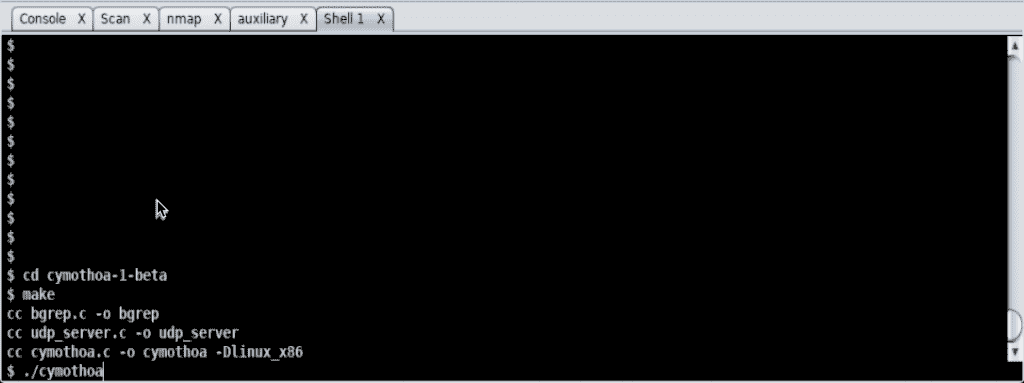 Console X Scan X nmap X auxiliary X Shell 1 X
$
$
$
$
$
$
$
$
$
$
$
$
$ cd cymothoa-1-beta
$ make
cc bgrep.c -o bgrep
cc udp_server.c -o udp_server
cc cymothoa.c -o cymothoa -Dlinux_x86
$ ./cymothoa